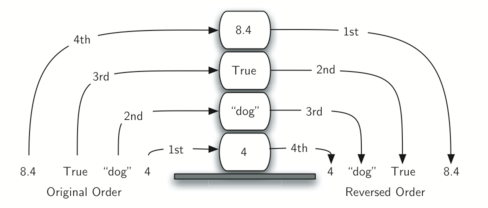 8.4
4th
1st
True
3rd
2nd
"dog"
2nd
3rd
4
1st
4th
8.4 True "dog" 4
4 "dog" True 8.4
Original Order
Reversed Order